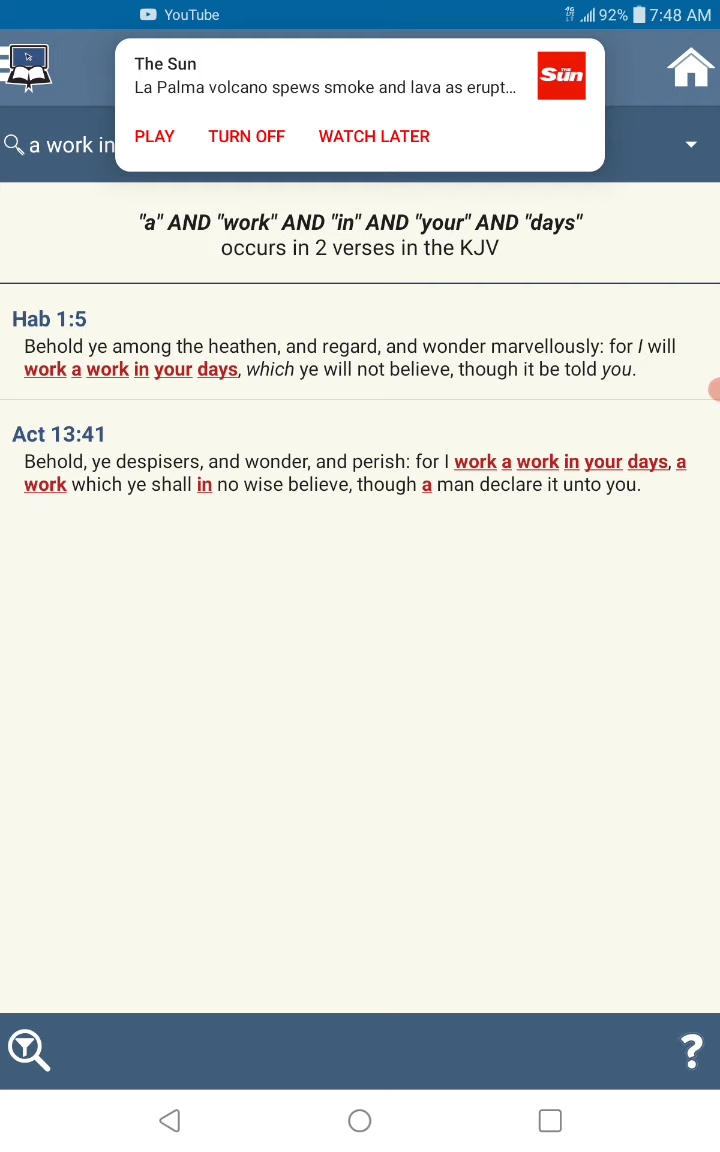 YouTube
4G
LTE
92%
7:48 AM
The Sun
La Palma volcano spews smoke and lava as erupt...
THE Sun
PLAY TURN OFF WATCH LATER
a work in
"a" AND "work" AND "in" AND "your" AND "days"
occurs in 2 verses in the KJV
Hab 1:5
Behold ye among the heathen, and regard, and wonder marvellously: for I will
work a work in your days, which ye will not believe, though it be told you.
Act 13:41
Behold, ye despisers, and wonder, and perish: for I work a work in your days, a
work which ye shall in no wise believe, though a man declare it unto you.
?